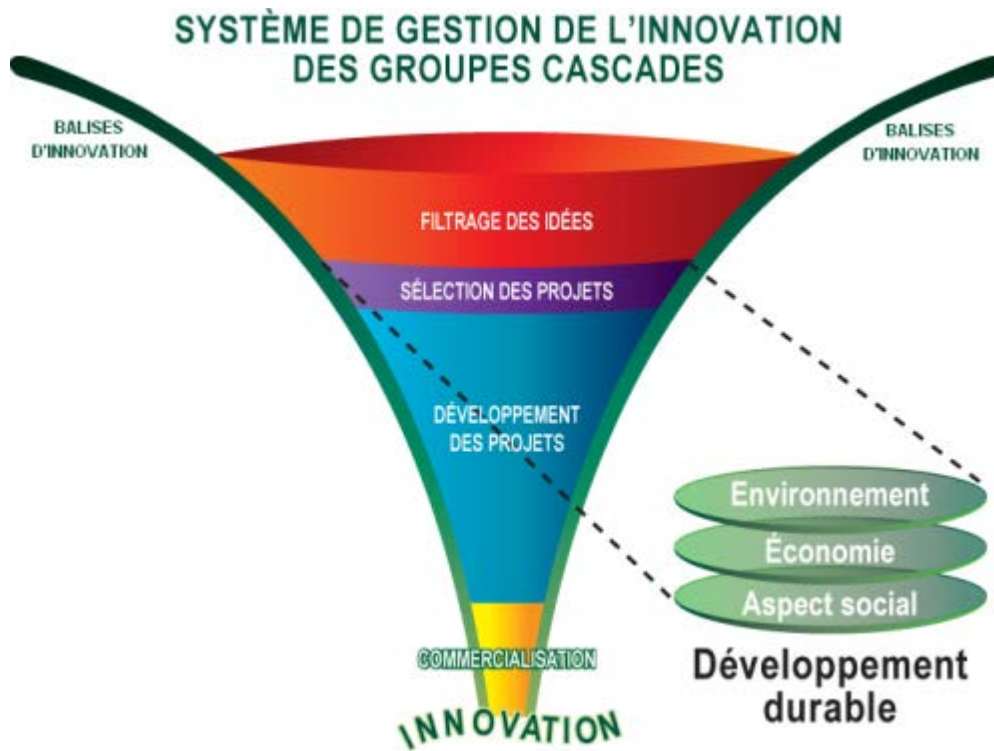 SYSTÈME DE GESTION DE L'INNOVATION
DES GROUPES CASCADES
BALISES
D'INNOVATION
BALISES
D'INNOVATION
FILTRAGE DES IDÉES
SÉLECTION DES PROJETS
DÉVELOPPEMENT
DES PROJETS
Environnement
Économie
Aspect social
COMMERCIALISATION
Développement
durable
INNOVATION